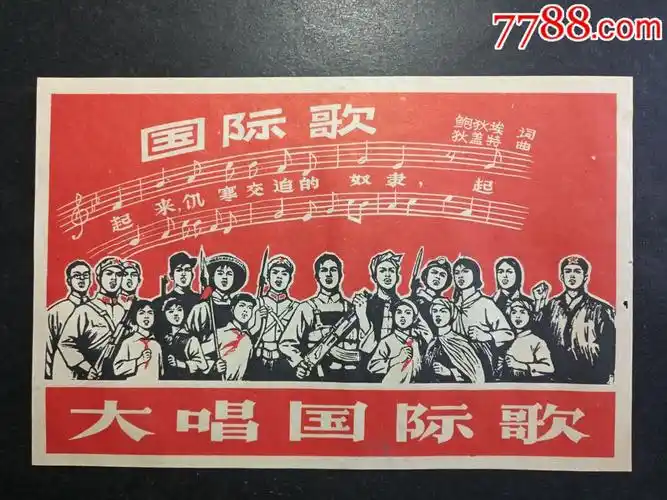 7788.com
国际歌
鲍狄埃 词
狄盖特 曲
起来,饥寒交迫的奴隶,起
大唱国际歌